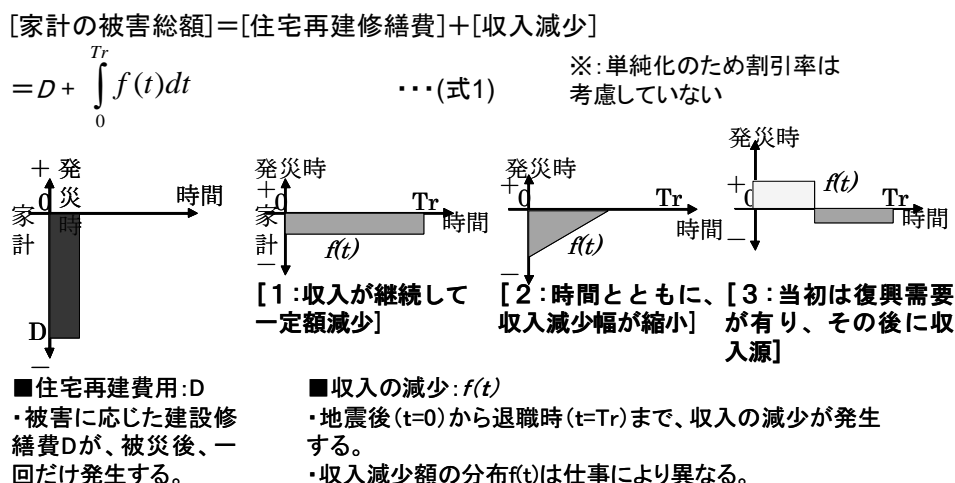 [家計の被害総額]=[住宅再建修繕費]+[収入減少]
=D + ∫₀ᵀʳ f(t)dt ・・・(式1)
※:単純化のため割引率は
考慮していない
+ 発災時
0
時間
家計
D
−
発災時
+
0
家計
−
Tr
時間
f(t)
[1:収入が継続して
一定額減少]
発災時
+
0
Tr
時間
−
f(t)
[2:時間とともに、
収入減少幅が縮小]
発災時
+
0
f(t)
Tr
時間
−
[3:当初は復興需要
が有り、その後に収
入源]
■住宅再建費用:D
・被害に応じた建設修
繕費Dが、被災後、一
回だけ発生する。
■収入の減少:f(t)
・地震後(t=0)から退職時(t=Tr)まで、収入の減少が発生
する。
・収入減少額の分布f(t)は仕事により異なる。